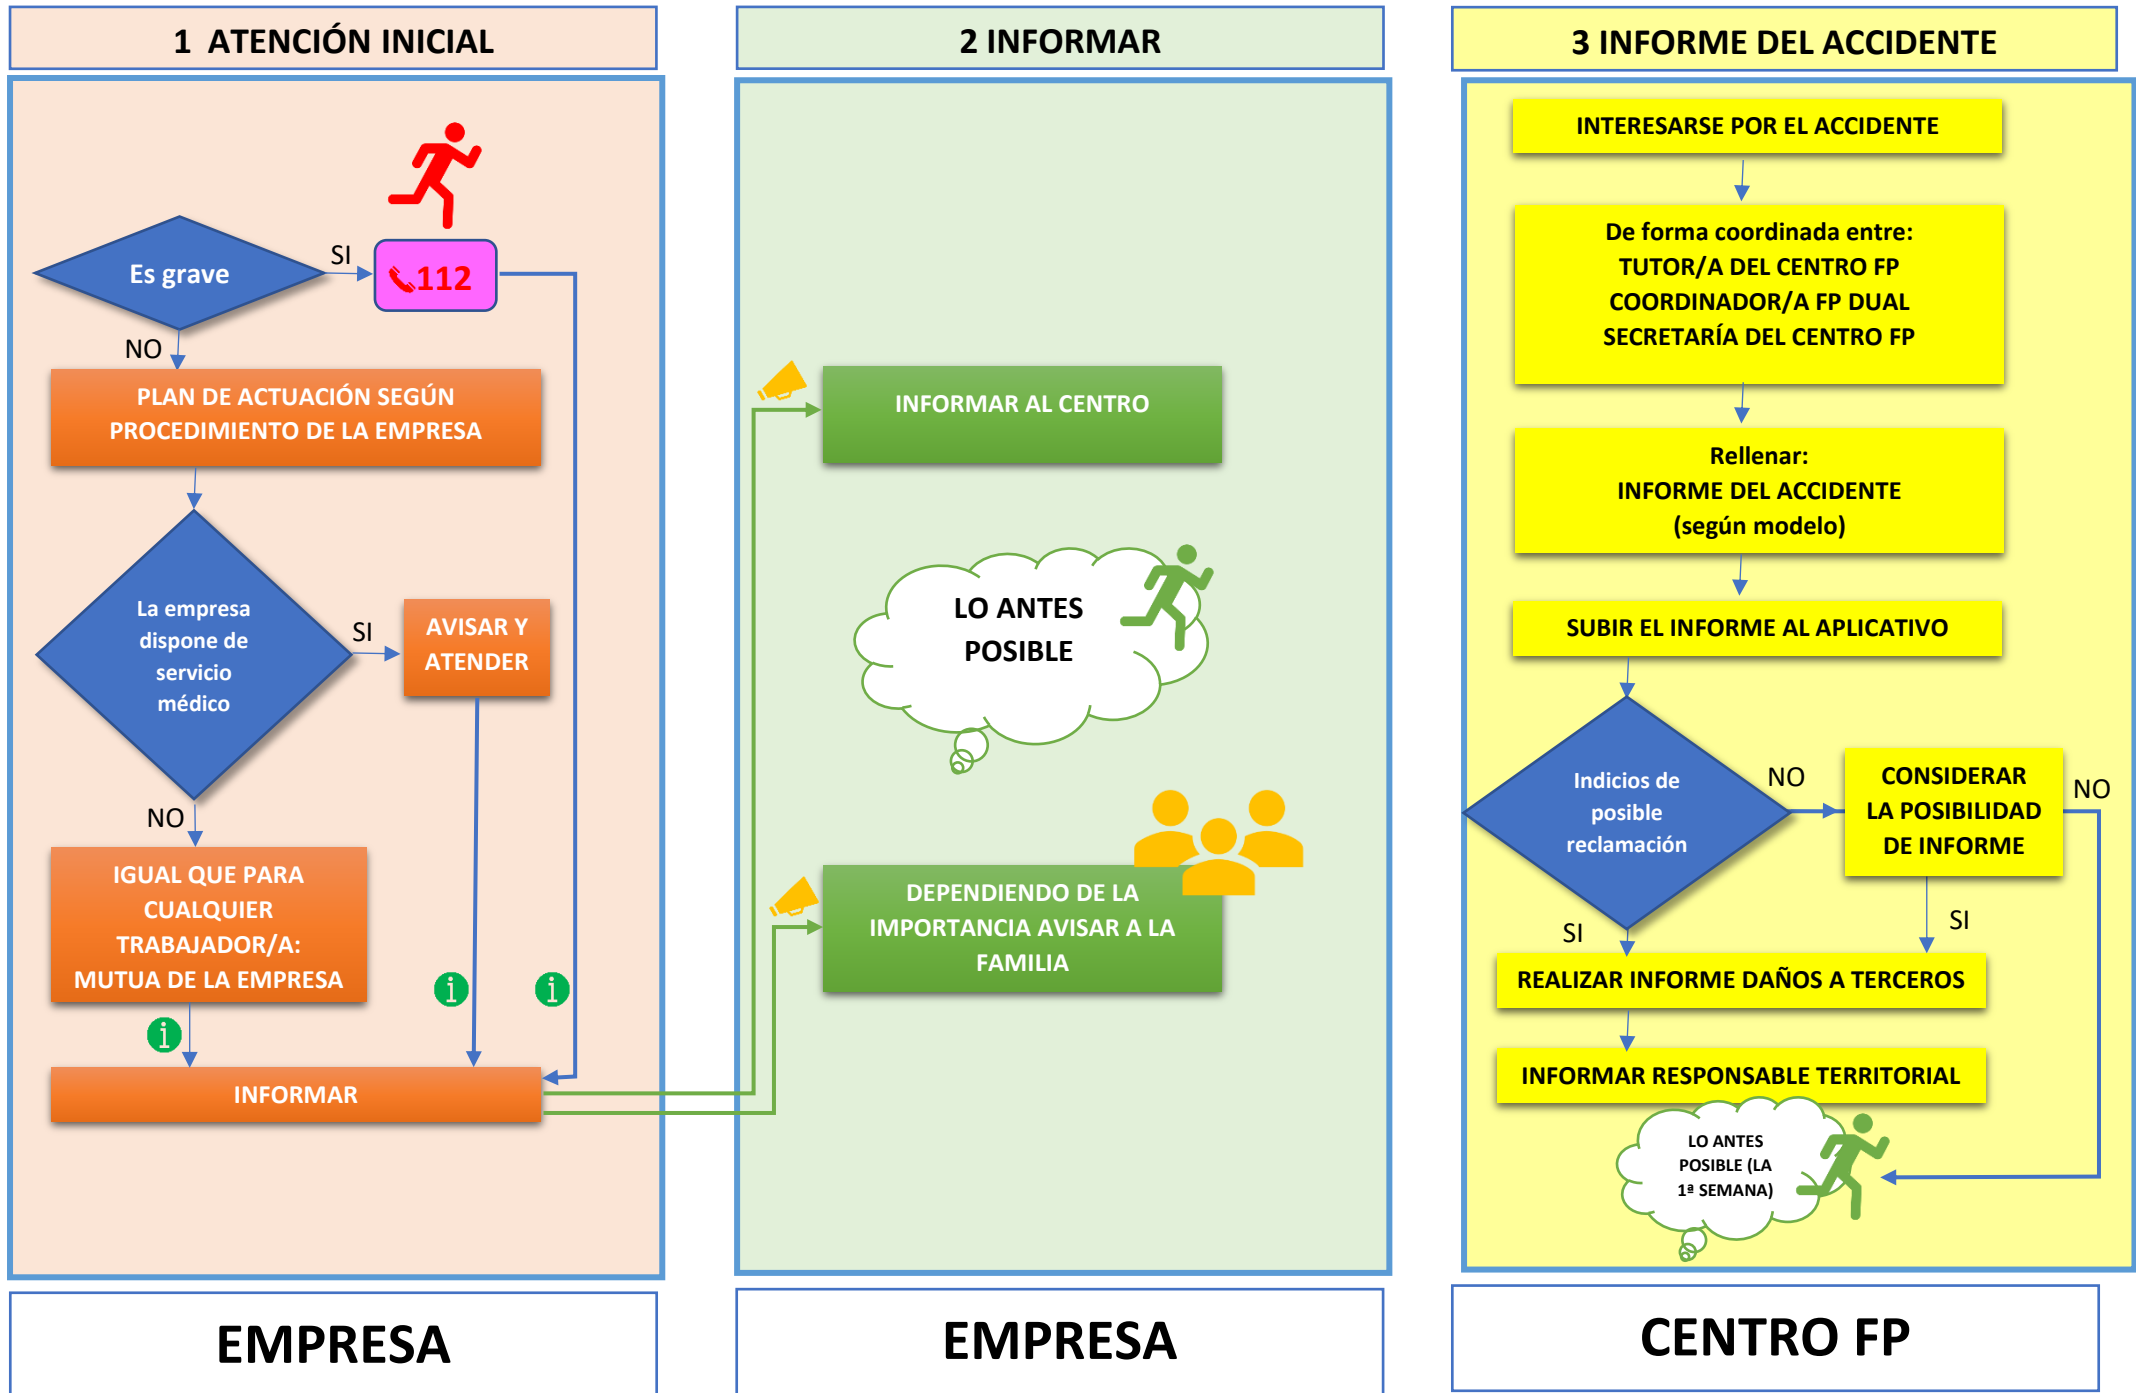 1 ATENCIÓN INICIAL
Es grave
SI
112
NO
PLAN DE ACTUACIÓN SEGÚN
PROCEDIMIENTO DE LA EMPRESA
La empresa
dispone de
servicio
médico
SI
AVISAR Y
ATENDER
NO
IGUAL QUE PARA
CUALQUIER
TRABAJADOR/A:
MUTUA DE LA EMPRESA
i
i
i
INFORMAR
EMPRESA
2 INFORMAR
INFORMAR AL CENTRO
LO ANTES
POSIBLE
DEPENDIENDO DE LA
IMPORTANCIA AVISAR A LA
FAMILIA
EMPRESA
3 INFORME DEL ACCIDENTE
INTERESARSE POR EL ACCIDENTE
De forma coordinada entre:
TUTOR/A DEL CENTRO FP
COORDINADOR/A FP DUAL
SECRETARÍA DEL CENTRO FP
Rellenar:
INFORME DEL ACCIDENTE
(según modelo)
SUBIR EL INFORME AL APLICATIVO
Indicios de
posible
reclamación
NO
CONSIDERAR
LA POSIBILIDAD
DE INFORME
NO
SI
SI
REALIZAR INFORME DAÑOS A TERCEROS
INFORMAR RESPONSABLE TERRITORIAL
LO ANTES
POSIBLE (LA
1ª SEMANA)
CENTRO FP